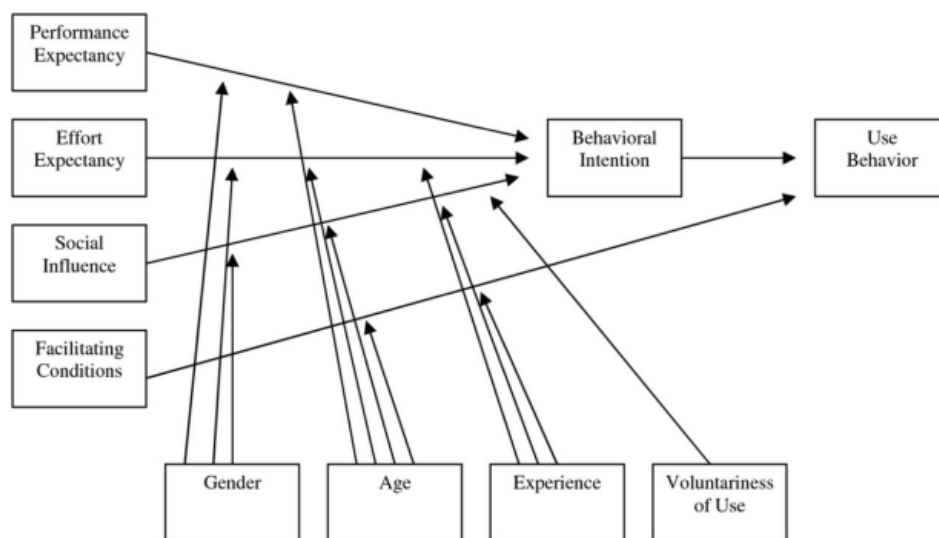 Performance
Expectancy
Effort
Expectancy
Behavioral
Intention
Use
Behavior
Social
Influence
Facilitating
Conditions
Gender
Age
Experience
Voluntariness
of Use